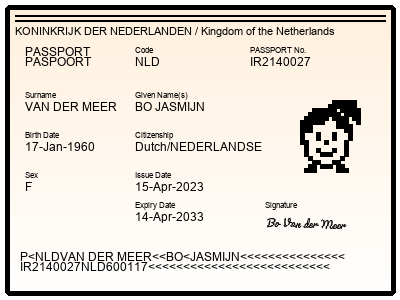 KONINKRIJK DER NEDERLANDEN / Kingdom of the Netherlands
PASSPORT Code PASSPORT No.
PASPOORT NLD IR2140027
Surname Given Name(s)
VAN DER MEER BO JASMIJN
Birth Date Citizenship
17-Jan-1960 Dutch/NEDERLANDSE
Sex Issue Date
F 15-Apr-2023
Expiry Date Signature
14-Apr-2033 Bo Van der Meer
P<NLDVAN DER MEER<<BO<JASMIJN<<<<<<<<<<<<<<<
IR2140027NLD600117<<<<<<<<<<<<<<<<<<<<<<<<<<